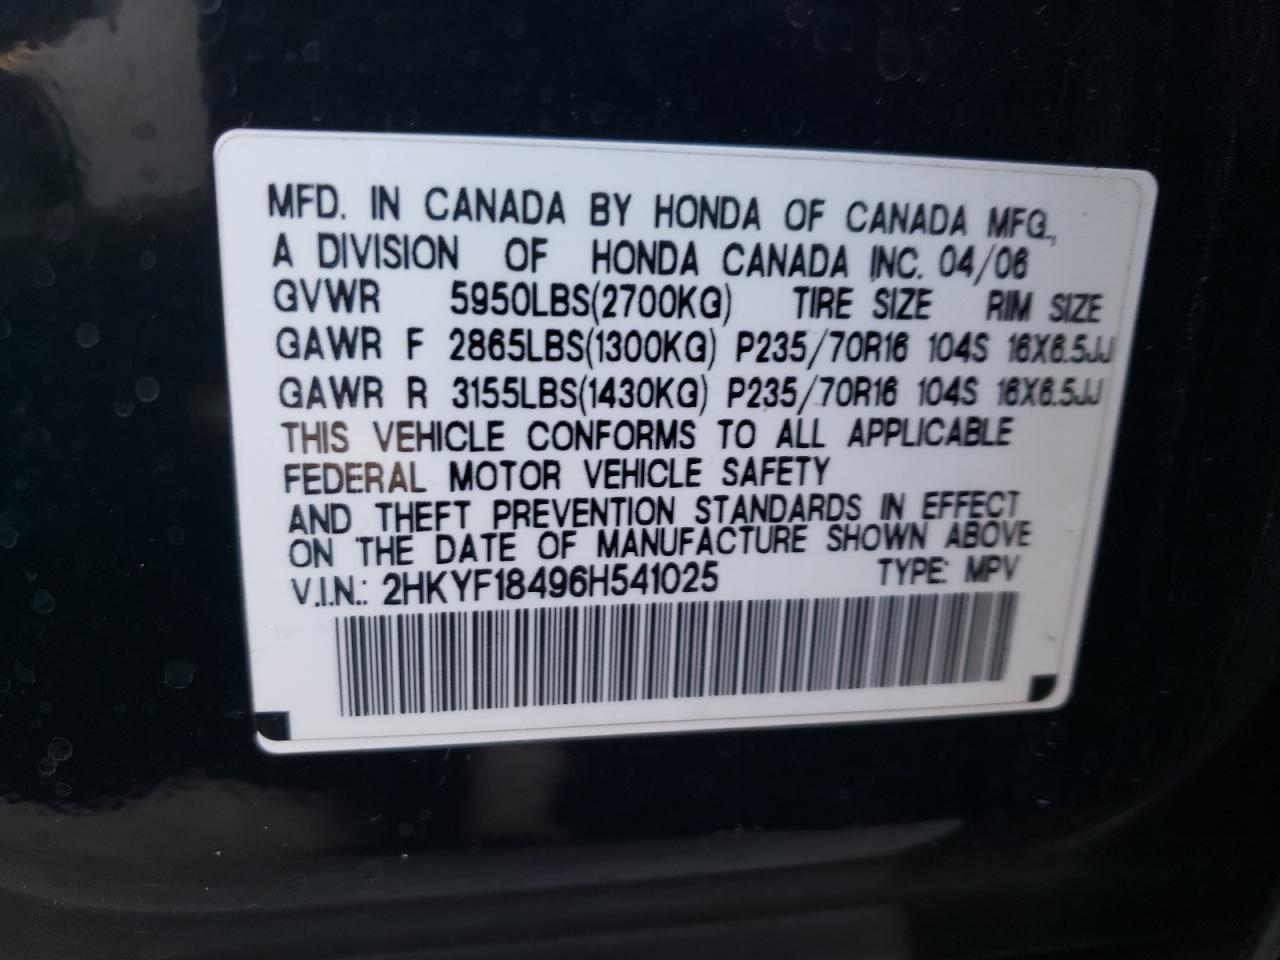 MFD. IN CANADA BY HONDA OF CANADA MFG.,
A DIVISION OF HONDA CANADA INC. 04/06
GVWR 5950LBS(2700KG) TIRE SIZE RIM SIZE
GAWR F 2865LBS(1300KG) P235/70R16 104S 16X6.5JJ
GAWR R 3155LBS(1430KG) P235/70R16 104S 16X6.5JJ
THIS VEHICLE CONFORMS TO ALL APPLICABLE
FEDERAL MOTOR VEHICLE SAFETY
AND THEFT PREVENTION STANDARDS IN EFFECT
ON THE DATE OF MANUFACTURE SHOWN ABOVE
V.I.N.: 2HKYF18496H541025 TYPE: MPV